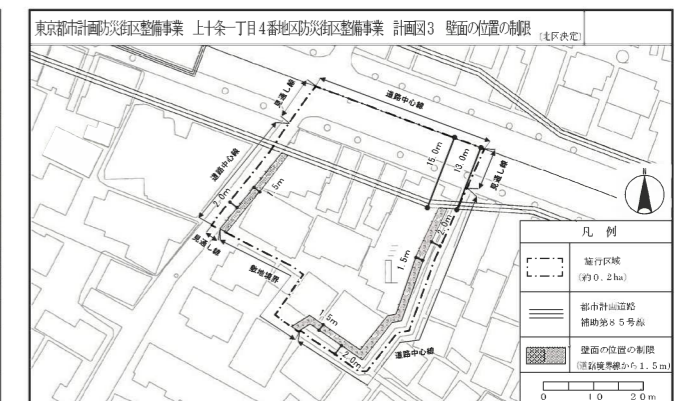 東京都市計画防災街区整備事業 上十条一丁目4番地区防災街区整備事業 計画図3 壁面の位置の制限 〔北区決定〕
見通し線
道路中心線
15.0m
13.0m
見通し線
道路中心線
2.0m
1.5m
見通し線
敷地境界
1.5m
2.0m
1.5m
2.0m
道路中心線
凡 例
施行区域
(約0.2ha)
都市計画道路
補助第85号線
壁面の位置の制限
(道路境界線から1.5m)
0 10 20m